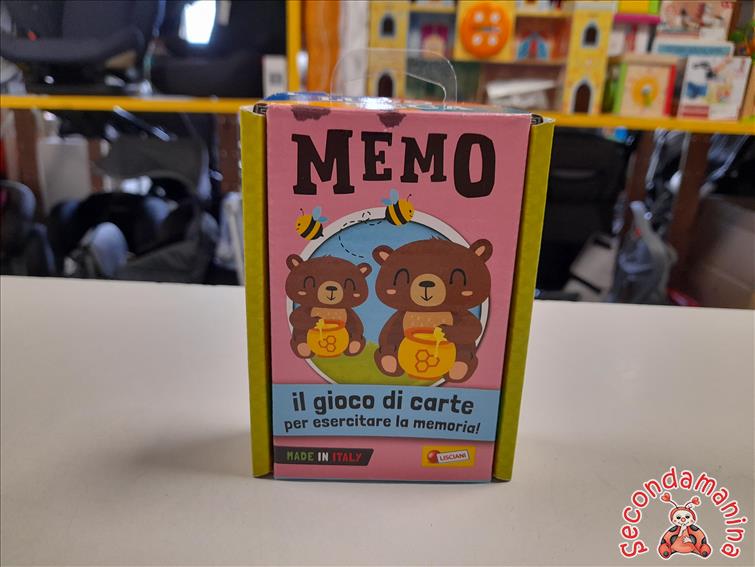 MEMO
il gioco di carte
per esercitare la memoria!
MADE IN ITALY
LISCIANI
Secondamanina